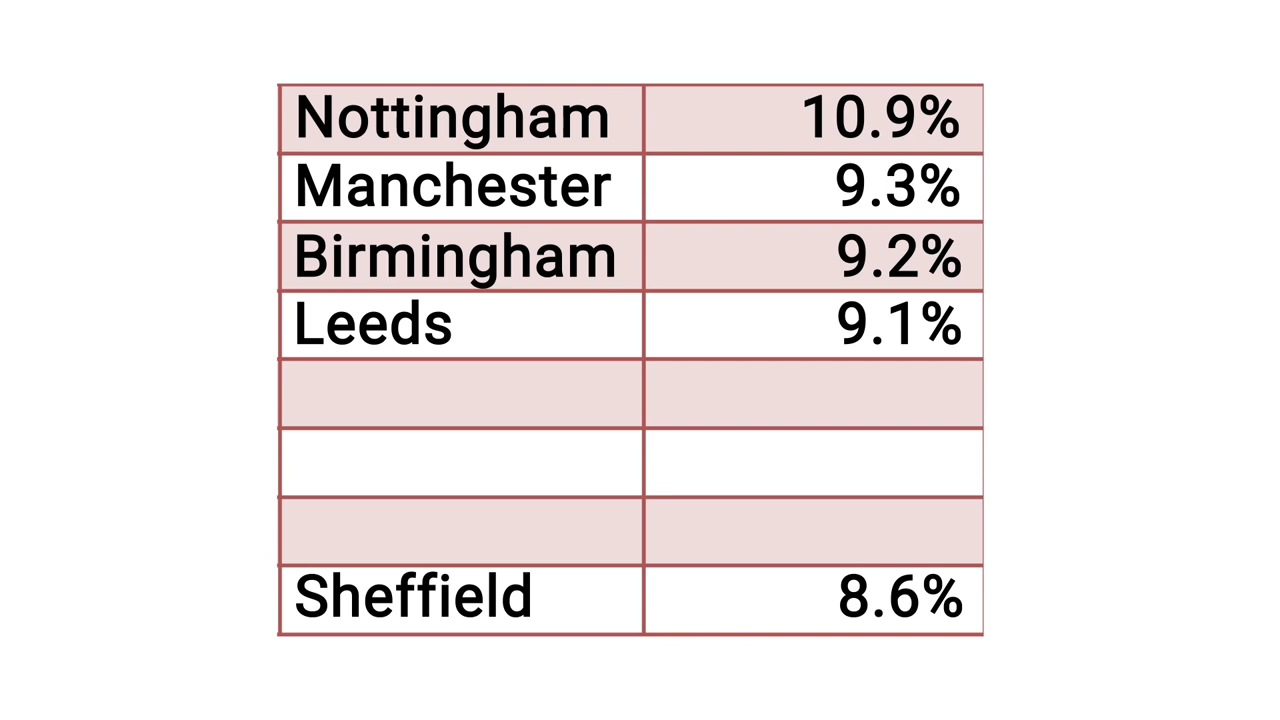 Nottingham 10.9%
Manchester 9.3%
Birmingham 9.2%
Leeds 9.1%
Sheffield 8.6%